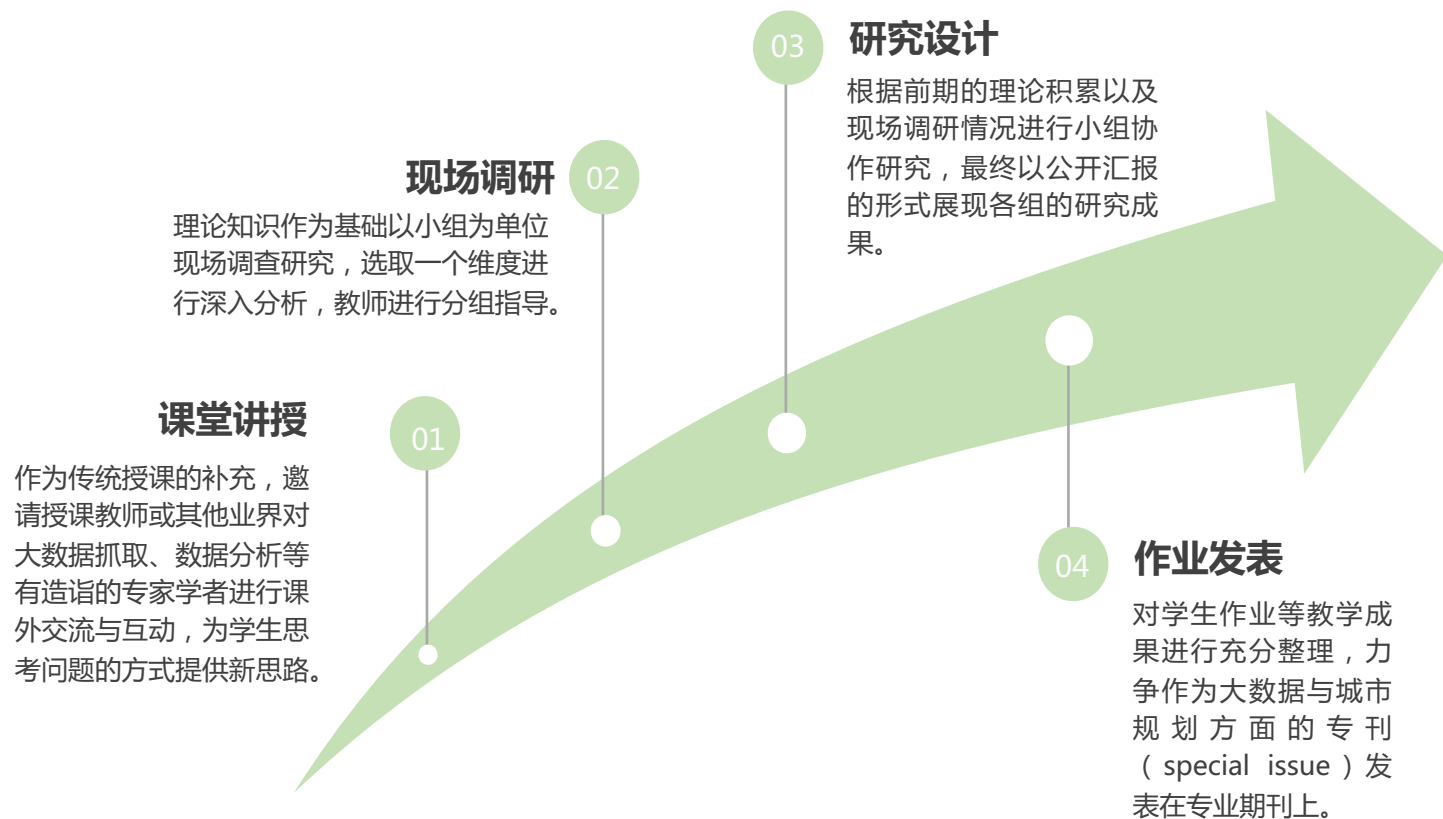 01
课堂讲授
作为传统授课的补充，邀
请授课教师或其他业界对
大数据抓取、数据分析等
有造诣的专家学者进行课
外交流与互动，为学生思
考问题的方式提供新思路。
02
现场调研
理论知识作为基础以小组为单位
现场调查研究，选取一个维度进
行深入分析，教师进行分组指导。
03
研究设计
根据前期的理论积累以及
现场调研情况进行小组协
作研究，最终以公开汇报
的形式展现各组的研究成
果。
04
作业发表
对学生作业等教学成
果进行充分整理，力
争作为大数据与城市
规划方面的专刊
（special issue）发
表在专业期刊上。